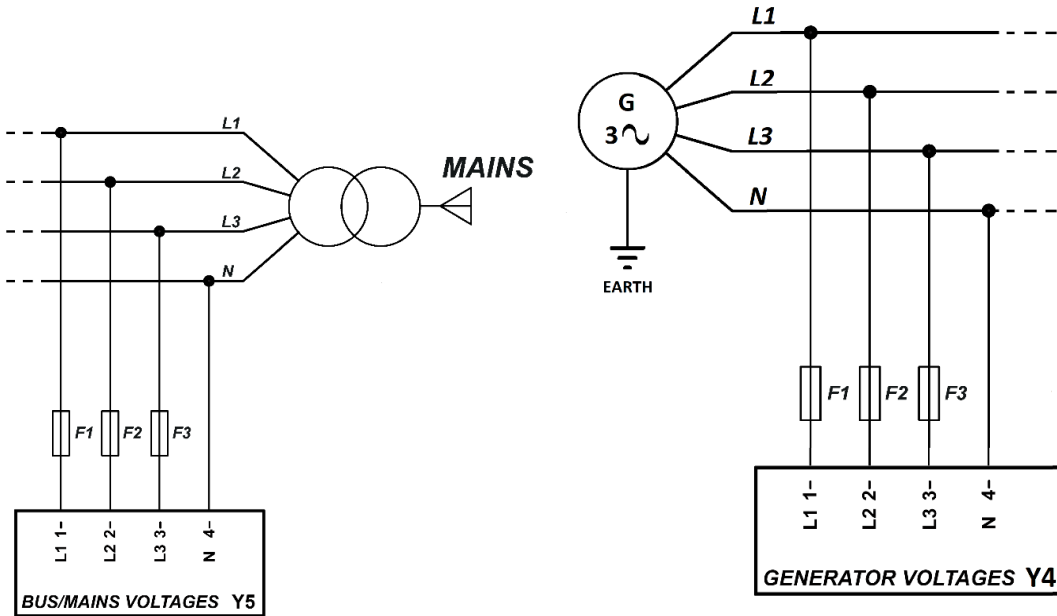 L1
L2
L3
N
MAINS
F1 F2 F3
L1 1-
L2 2-
L3 3-
N 4-
BUS/MAINS VOLTAGES Y5
L1
L2
L3
N
G
3~
EARTH
F1 F2 F3
L1 1-
L2 2-
L3 3-
N 4-
GENERATOR VOLTAGES Y4